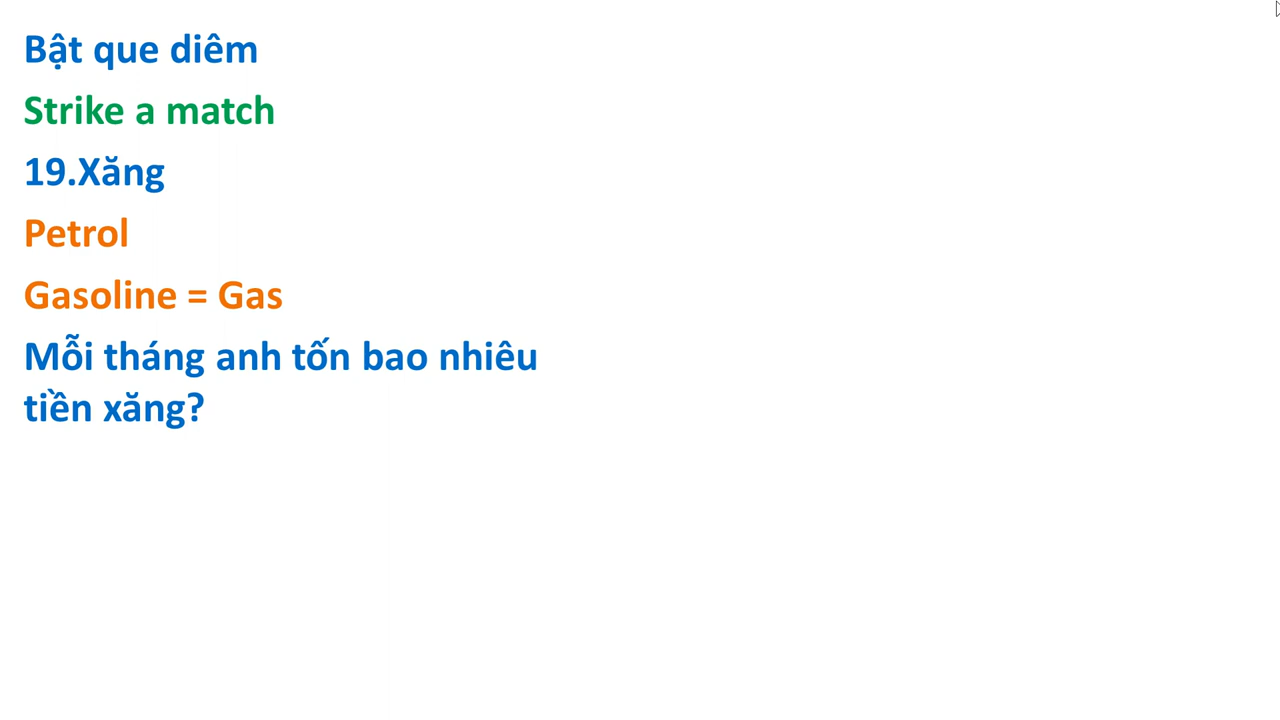 Bật que diêm
Strike a match
19.Xăng
Petrol
Gasoline = Gas
Mỗi tháng anh tốn bao nhiêu
tiền xăng?